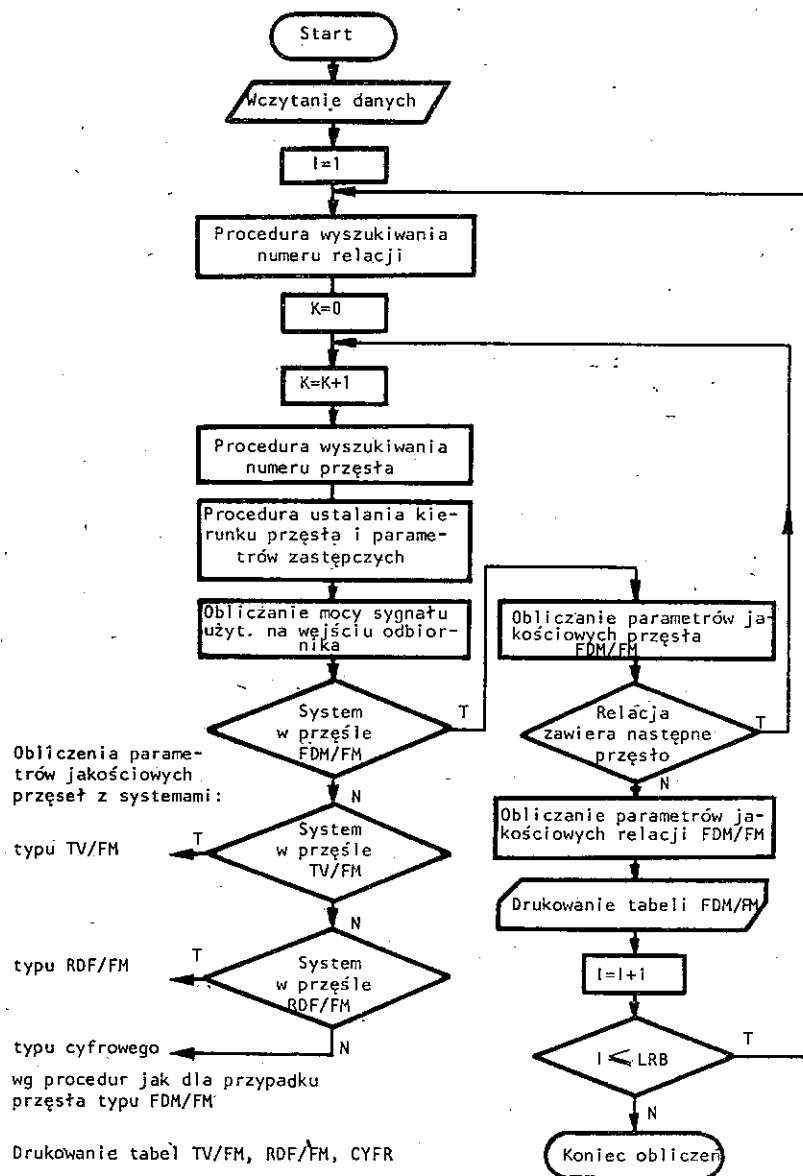 Start
Wczytanie danych
I=1
Procedura wyszukiwania
numeru relacji
K=0
K=K+1
Procedura wyszukiwania
numeru przęsła
Procedura ustalania kie-
runku przęsła i parame-
trów zastępczych
Obliczanie mocy sygnału
użyt. na wejściu odbior-
nika
System
w przęśle
FDM/FM
T
N
Obliczenia parame-
trów jakościowych
przęseł z systemami:
System
w przęśle
TV/FM
T
typu TV/FM
N
System
w przęśle
RDF/FM
T
typu RDF/FM
N
typu cyfrowego
wg procedur jak dla przypadku
przęsła typu FDM/FM
Drukowanie tabel TV/FM, RDF/FM, CYFR
Obliczanie parametrów ja-
kościowych przęsła
FDM/FM
Relacja
zawiera następne
przęsło
T
N
Obliczanie parametrów ja-
kościowych relacji FDM/FM
Drukowanie tabeli FDM/FM
I=I+1
I ⩽ LRB
T
N
Koniec obliczeń